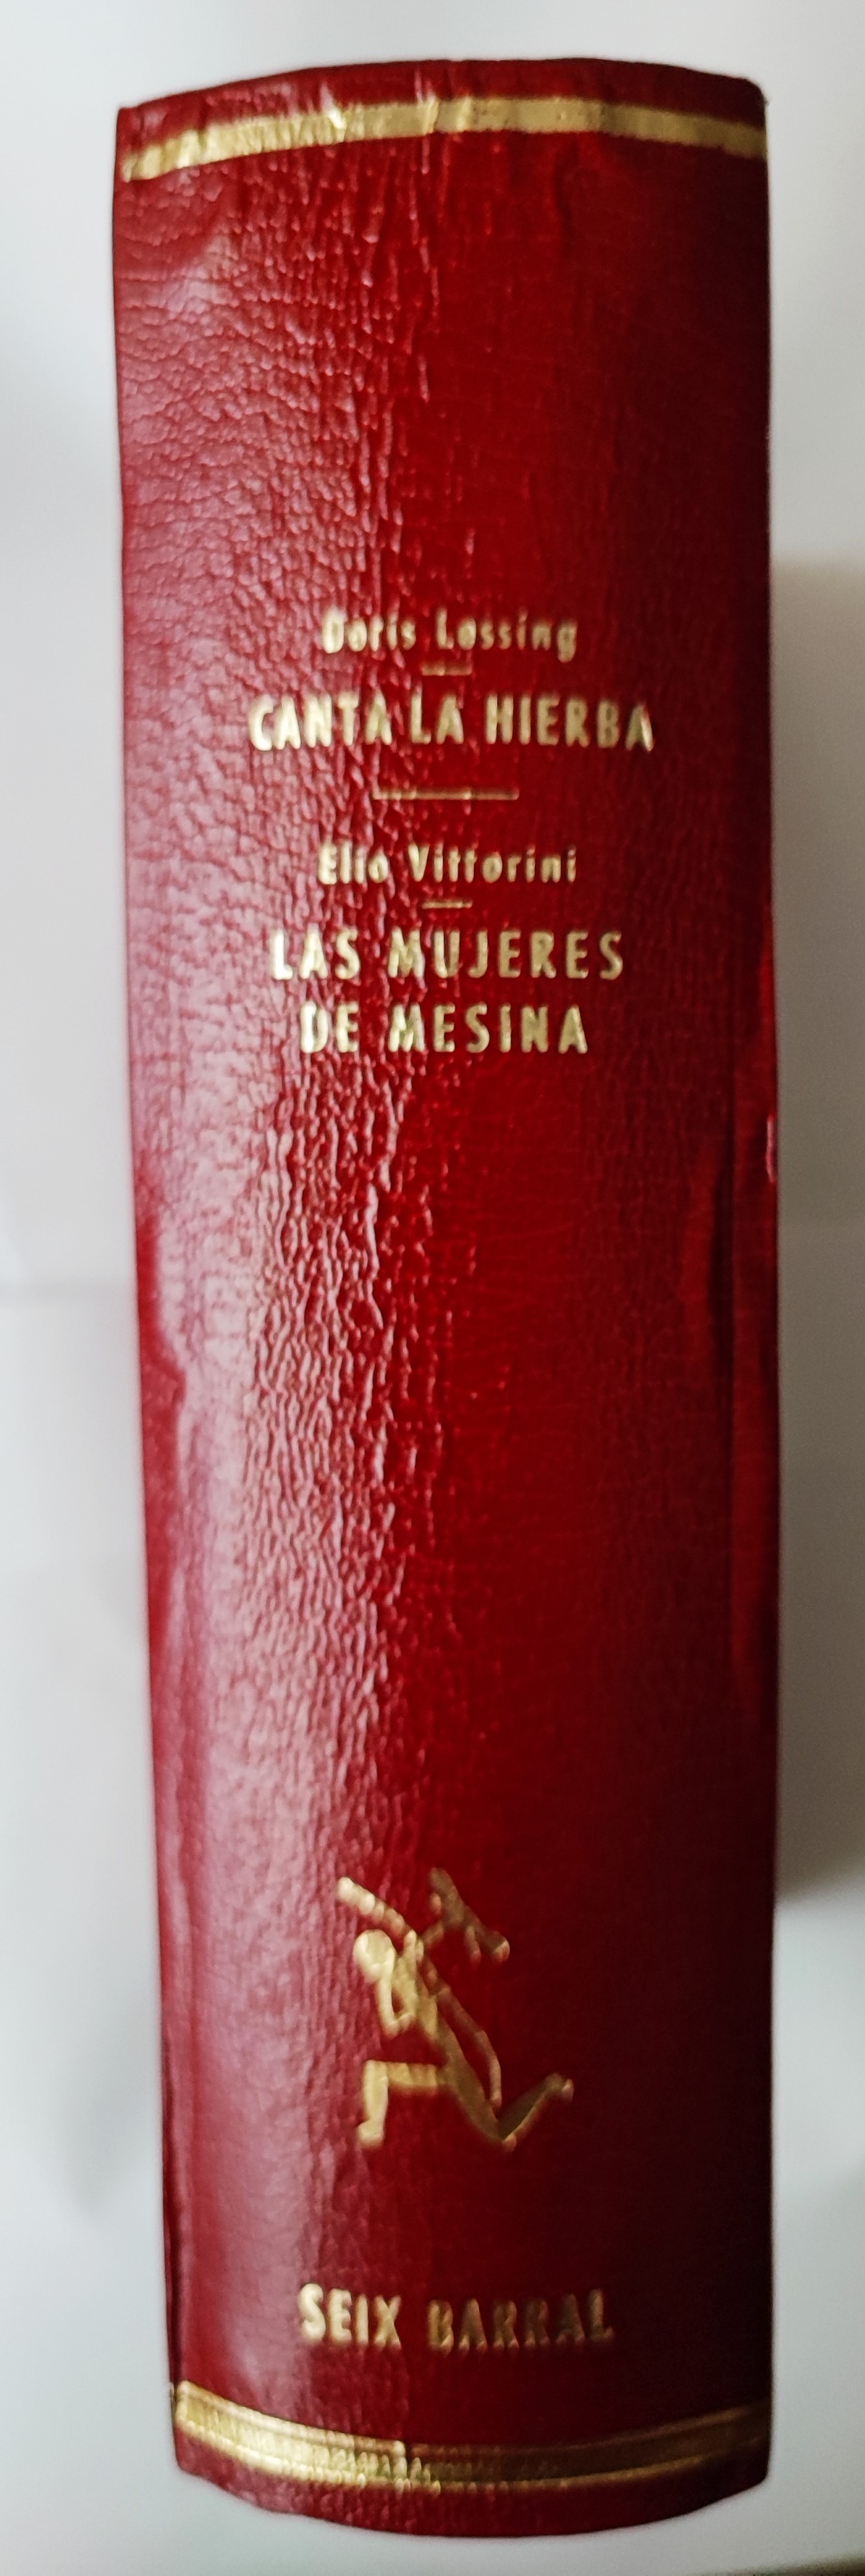 Doris Lessing
CANTA LA HIERBA
Elio Vittorini
LAS MUJERES
DE MESINA
SEIX BARRAL